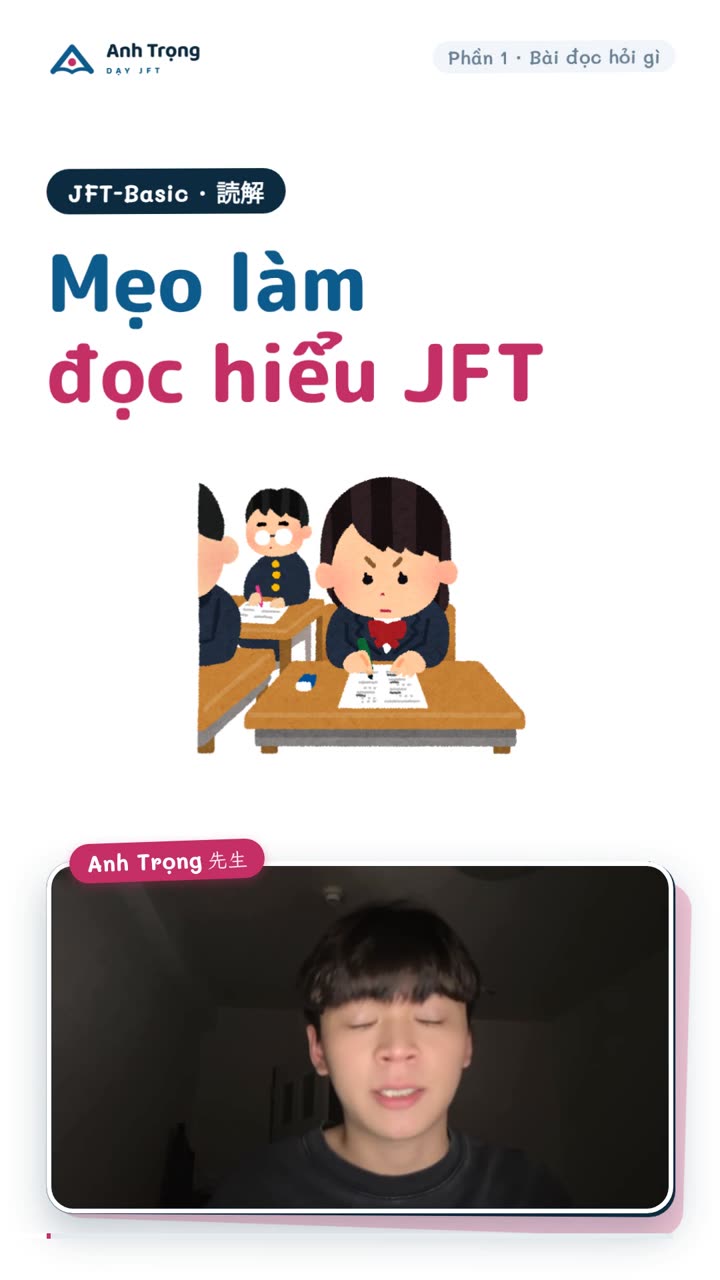 Anh Trọng
DẠY JFT
Phần 1 · Bài đọc hỏi gì
JFT-Basic · 読解
Mẹo làm
đọc hiểu JFT
Anh Trọng 先生